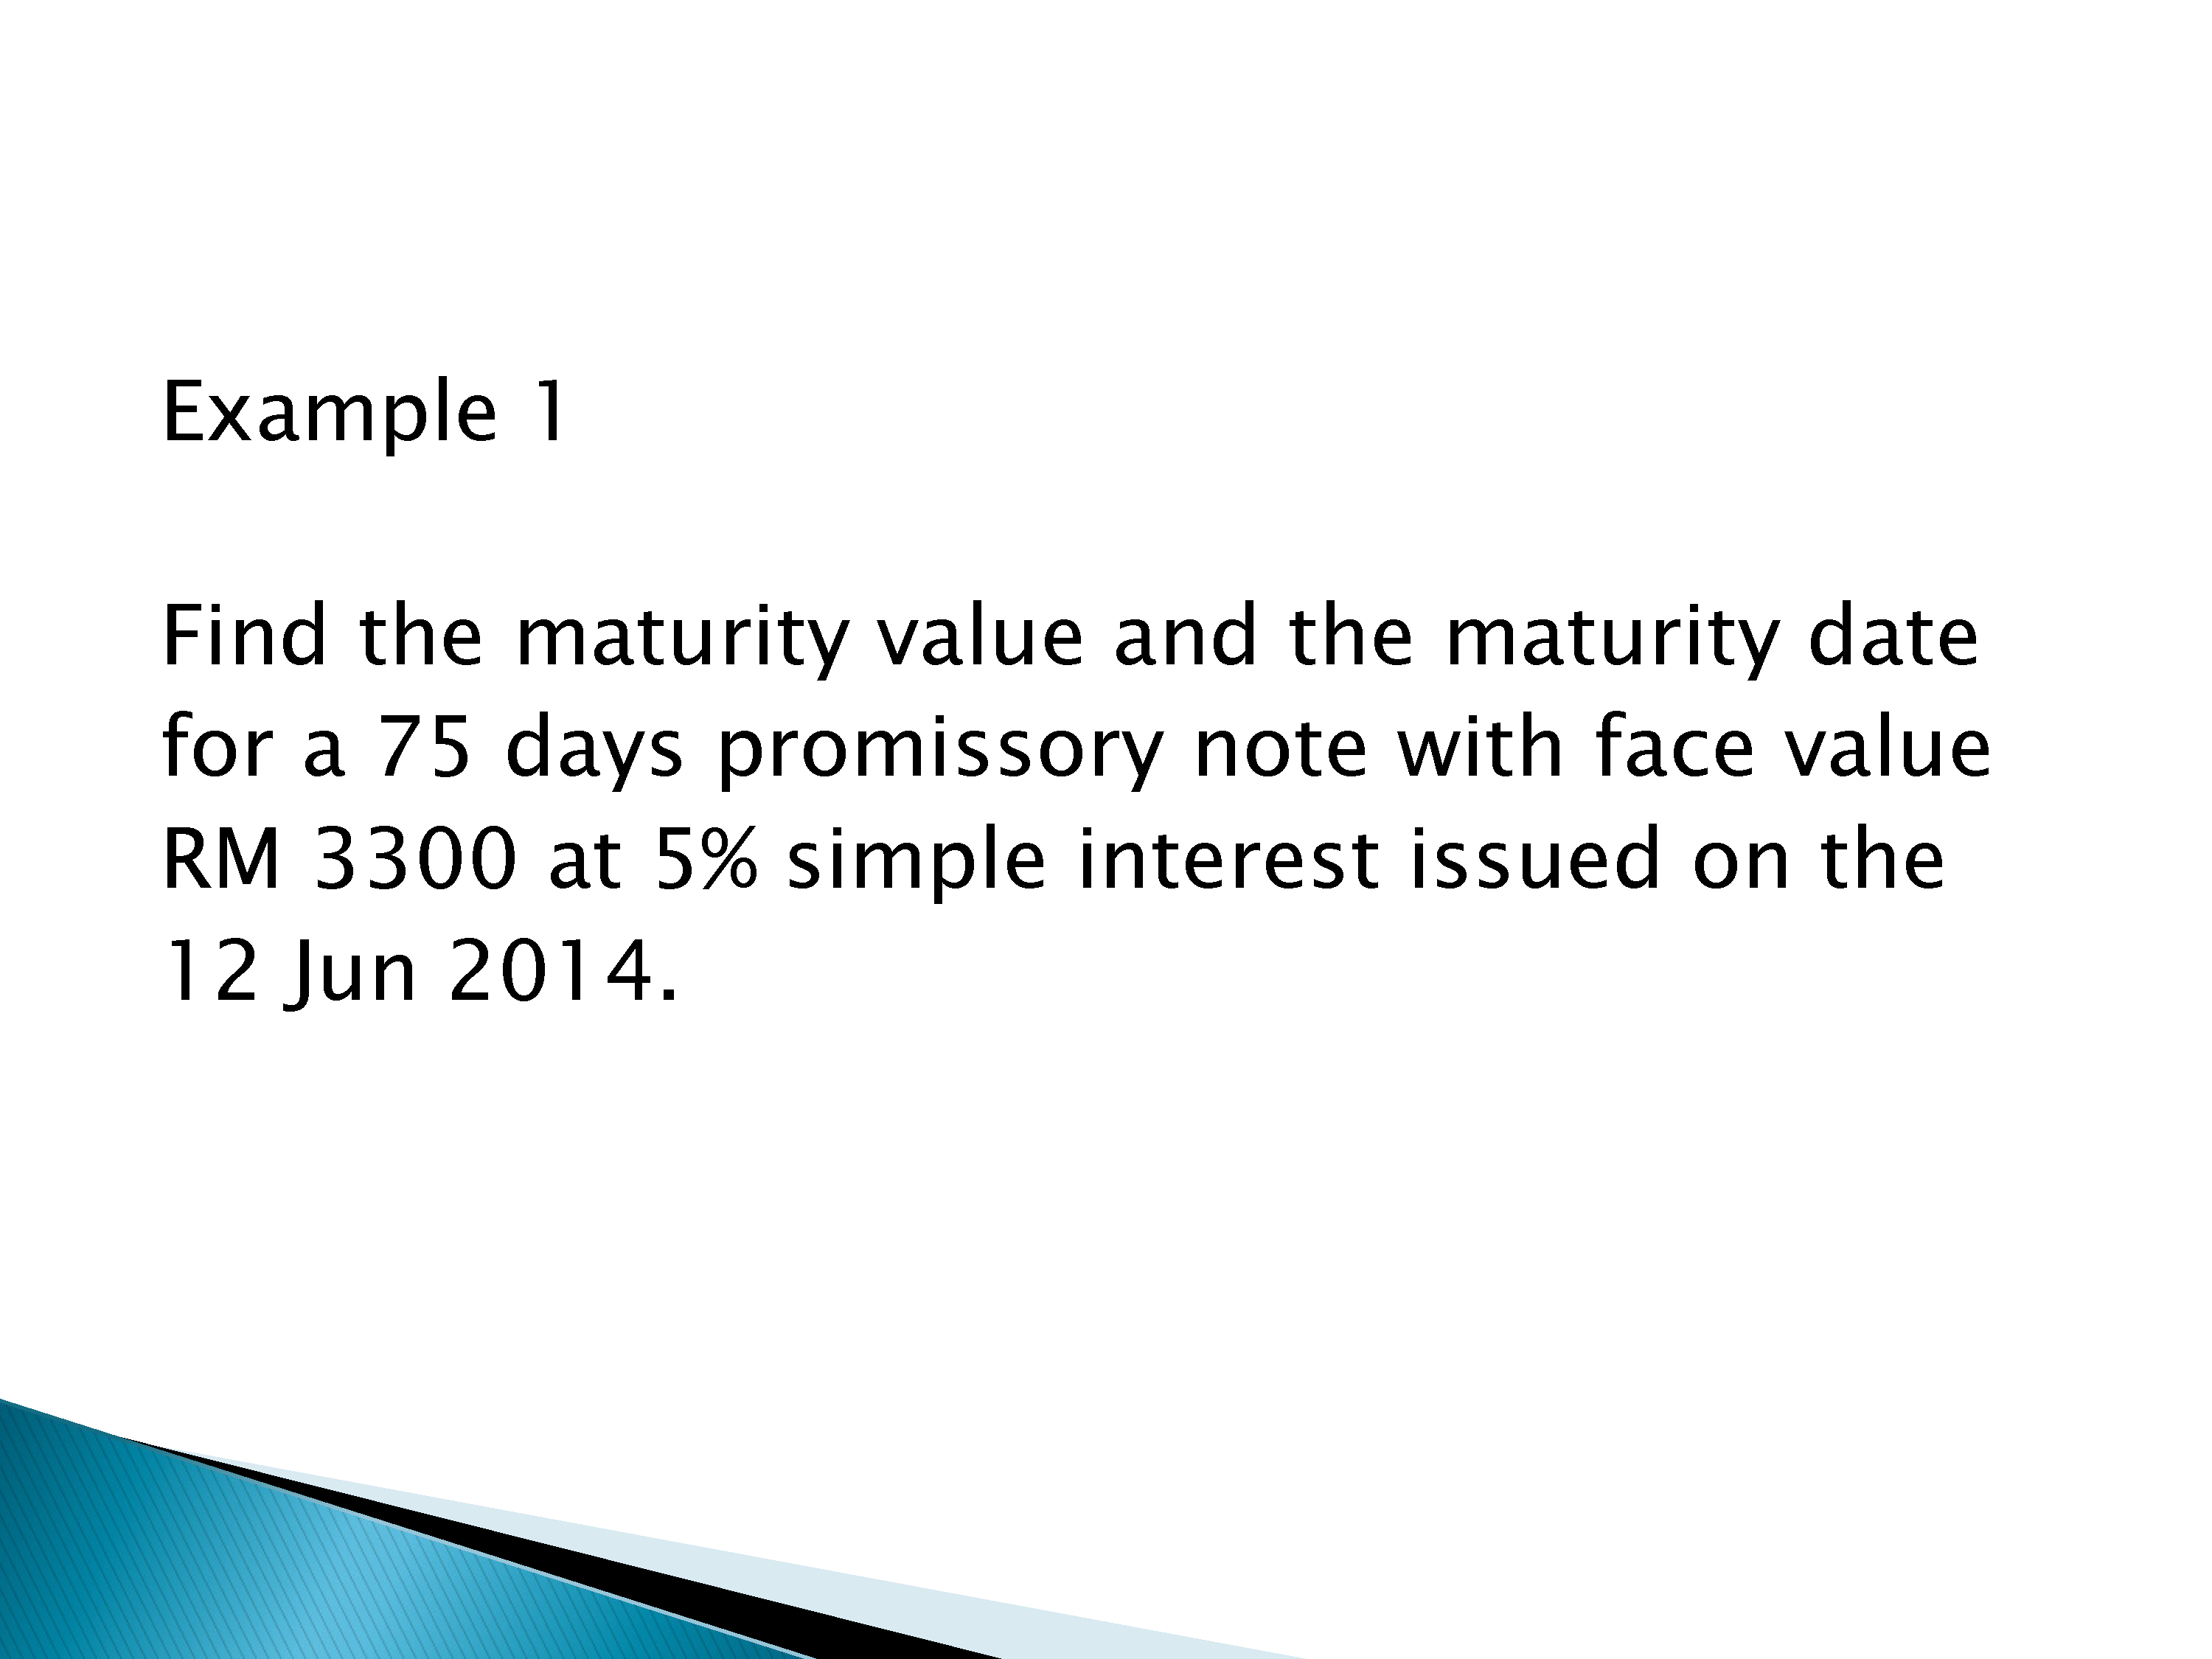 Example 1
Find the maturity value and the maturity date
for a 75 days promissory note with face value
RM 3300 at 5% simple interest issued on the
12 Jun 2014.